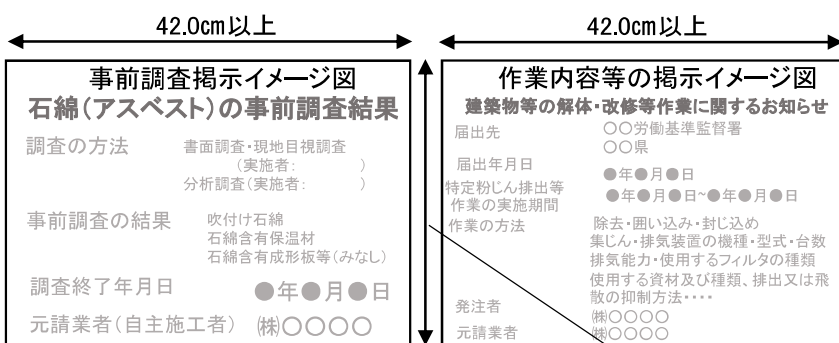 42.0cm以上
事前調査掲示イメージ図
石綿(アスベスト)の事前調査結果
調査の方法 書面調査・現地目視調査
(実施者: )
分析調査(実施者: )
事前調査の結果 吹付け石綿
石綿含有保温材
石綿含有成形板等(みなし)
調査終了年月日 ●年●月●日
元請業者(自主施工者) ㈱〇〇〇〇
42.0cm以上
作業内容等の掲示イメージ図
建築物等の解体・改修等作業に関するお知らせ
届出先 〇〇労働基準監督署
〇〇県
届出年月日 ●年●月●日
特定粉じん排出等
作業の実施期間 ●年●月●日~●年●月●日
作業の方法 除去・囲い込み・封じ込め
集じん・排気装置の機種・型式・台数
排気能力・使用するフィルタの種類
使用する資材及び種類、排出又は飛
散の抑制方法・・・・
発注者 ㈱〇〇〇〇
元請業者 ㈱〇〇〇〇